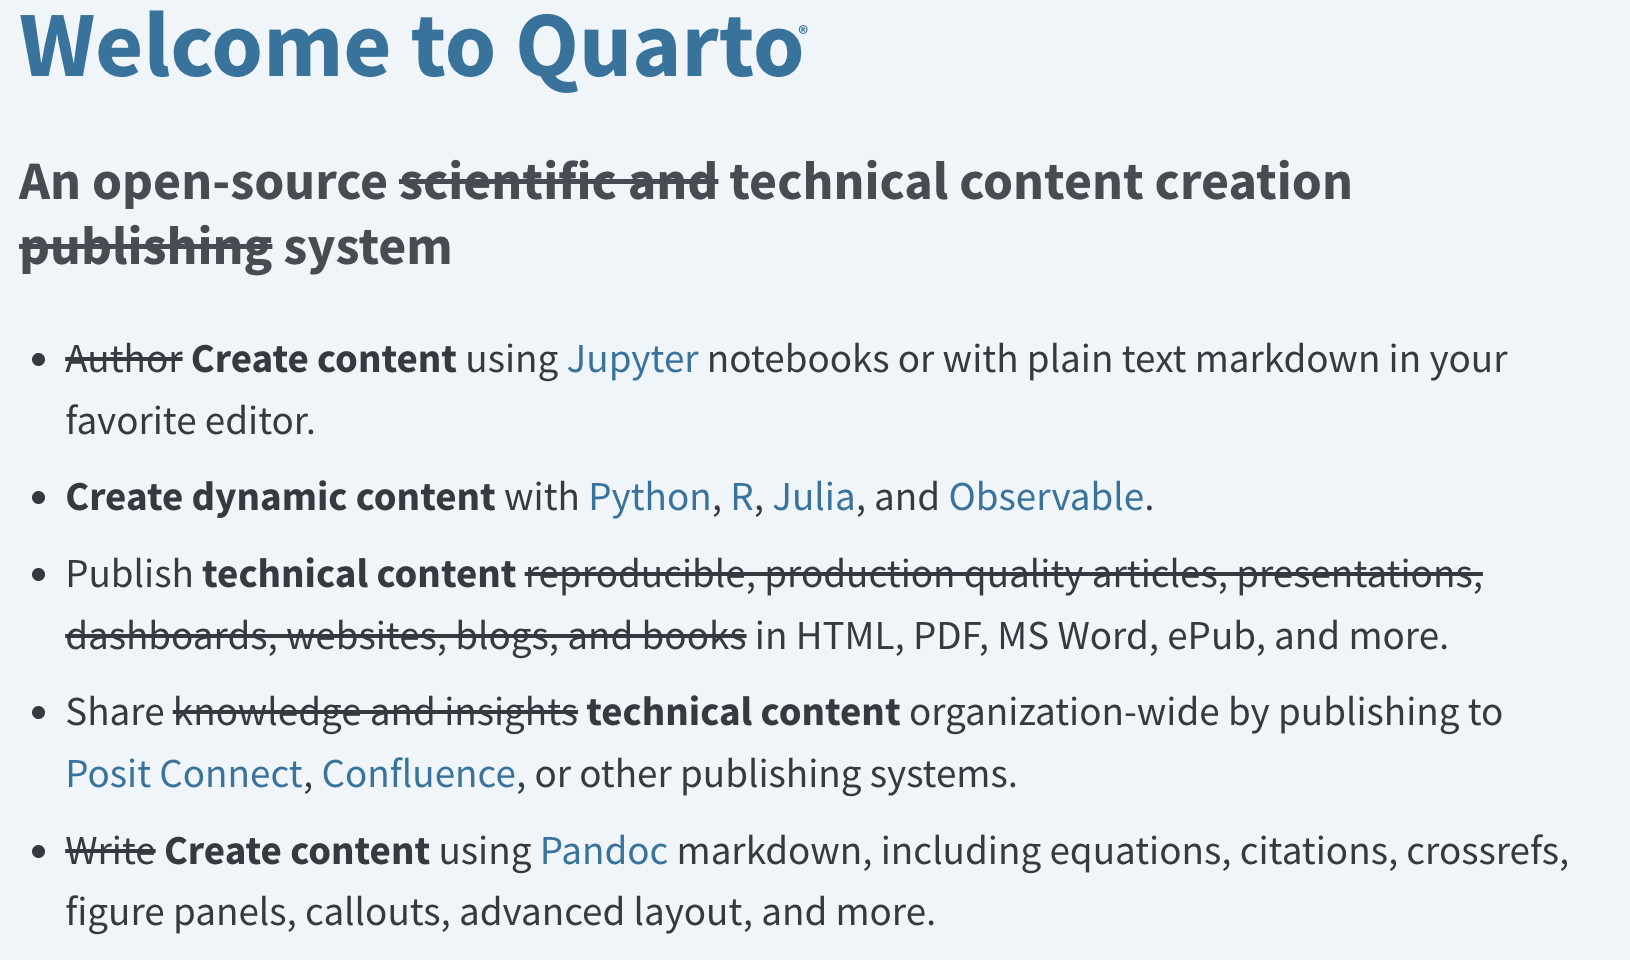 Welcome to Quarto®
An open-source scientific and technical content creation
publishing system
• Author Create content using Jupyter notebooks or with plain text markdown in your
favorite editor.
• Create dynamic content with Python, R, Julia, and Observable.
• Publish technical content reproducible, production quality articles, presentations,
dashboards, websites, blogs, and books in HTML, PDF, MS Word, ePub, and more.
• Share knowledge and insights technical content organization-wide by publishing to
Posit Connect, Confluence, or other publishing systems.
• Write Create content using Pandoc markdown, including equations, citations, crossrefs,
figure panels, callouts, advanced layout, and more.